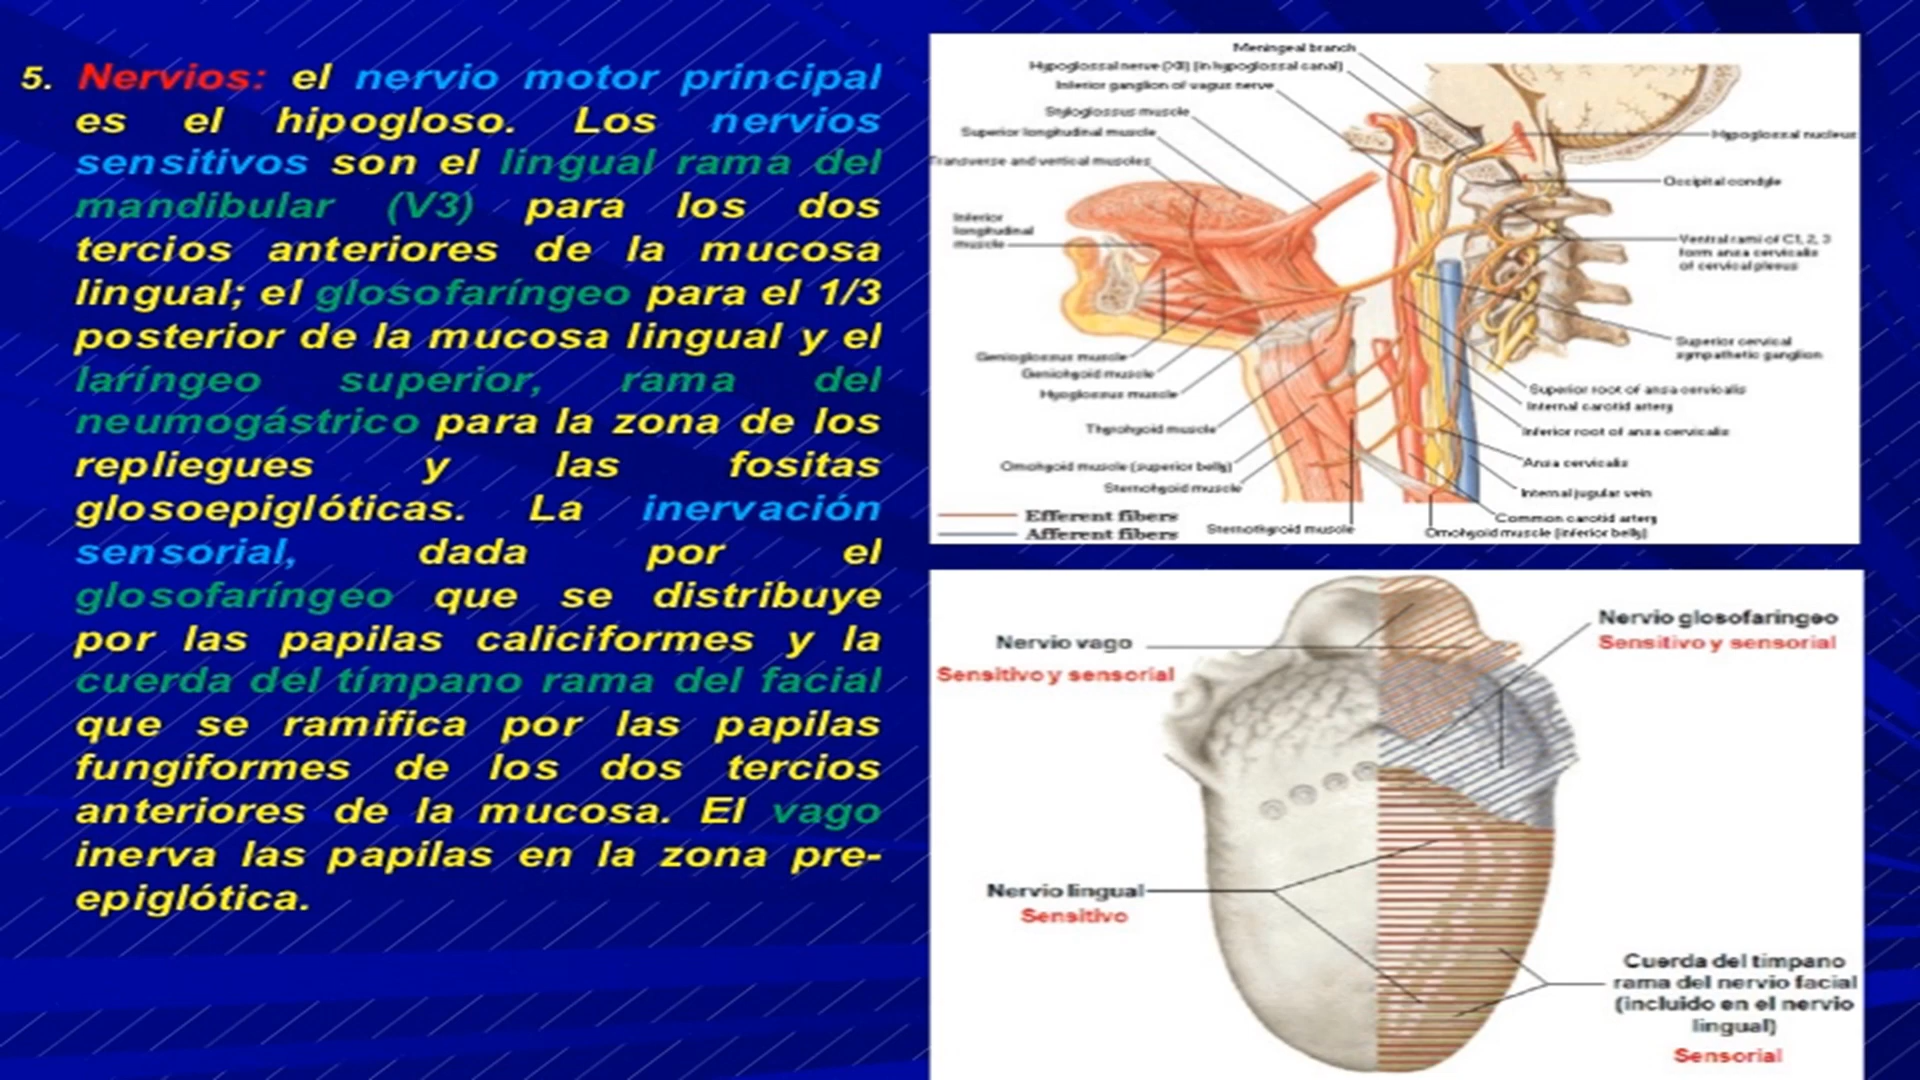 5. Nervios: el nervio motor principal
es el hipogloso. Los nervios
sensitivos son el lingual rama del
mandibular (V3) para los dos
tercios anteriores de la mucosa
lingual; el glosofaríngeo para el 1/3
posterior de la mucosa lingual y el
laríngeo superior, rama del
neumogástrico para la zona de los
repliegues y las fositas
glosoepiglóticas. La inervación
sensorial, dada por el
glosofaríngeo que se distribuye
por las papilas caliciformes y la
cuerda del tímpano rama del facial
que se ramifica por las papilas
fungiformes de los dos tercios
anteriores de la mucosa. El vago
inerva las papilas en la zona pre-
epiglótica.
Meningeal branch
Hypoglossal nerve (XII) (in hypoglossal canal)
Inferior ganglion of vagus nerve
Styloglossus muscle
Superior longitudinal muscle
Transverse and vertical muscles
Inferior
longitudinal
muscle
Genioglossus muscle
Geniohyoid muscle
Hyoglossus muscle
Thyrohyoid muscle
Omohyoid muscle (superior belly)
Sternohyoid muscle
Efferent fibers
Afferent fibers
Sternothyroid muscle
Hypoglossal nucleus
Occipital condyle
Ventral rami of C1, 2, 3
form ansa cervicalis
of cervical plexus
Superior cervical
sympathetic ganglion
Superior root of ansa cervicalis
Internal carotid artery
Inferior root of ansa cervicalis
Ansa cervicalis
Internal jugular vein
Common carotid artery
Omohyoid muscle (inferior belly)
Nervio vago
Sensitivo y sensorial
Nervio glosofaringeo
Sensitivo y sensorial
Nervio lingual
Sensitivo
Cuerda del timpano
rama del nervio facial
(incluido en el nervio
lingual)
Sensorial